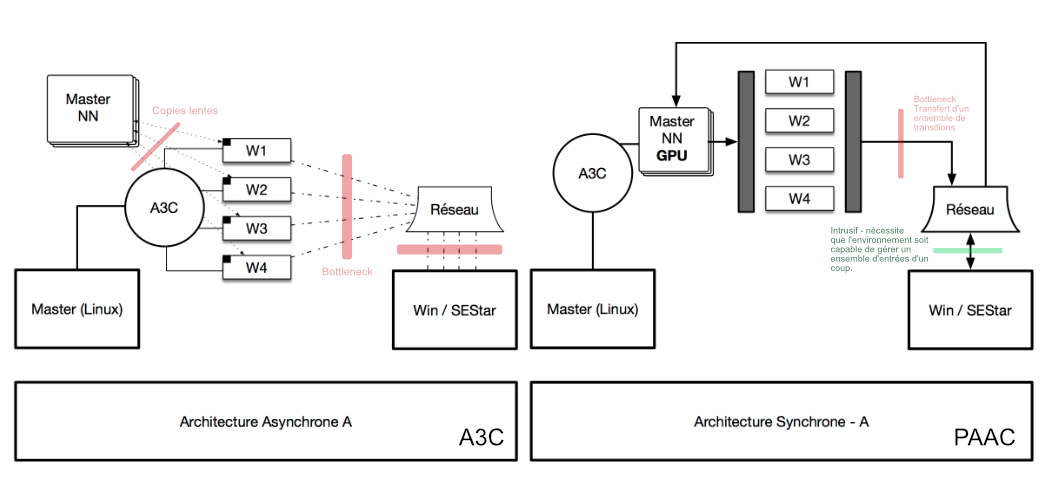 Master
NN
Copies lentes
W1
W2
W3
W4
A3C
Bottleneck
Réseau
Master (Linux)
Win / SEStar
Architecture Asynchrone A
A3C
Master
NN
GPU
A3C
W1
W2
W3
W4
Bottleneck
Transfert d'un
ensemble de
transitions
Réseau
Intrusif - nécessite
que l'environnement soit
capable de gérer un
ensemble d'entrées d'un
coup.
Master (Linux)
Win / SEStar
Architecture Synchrone - A
PAAC